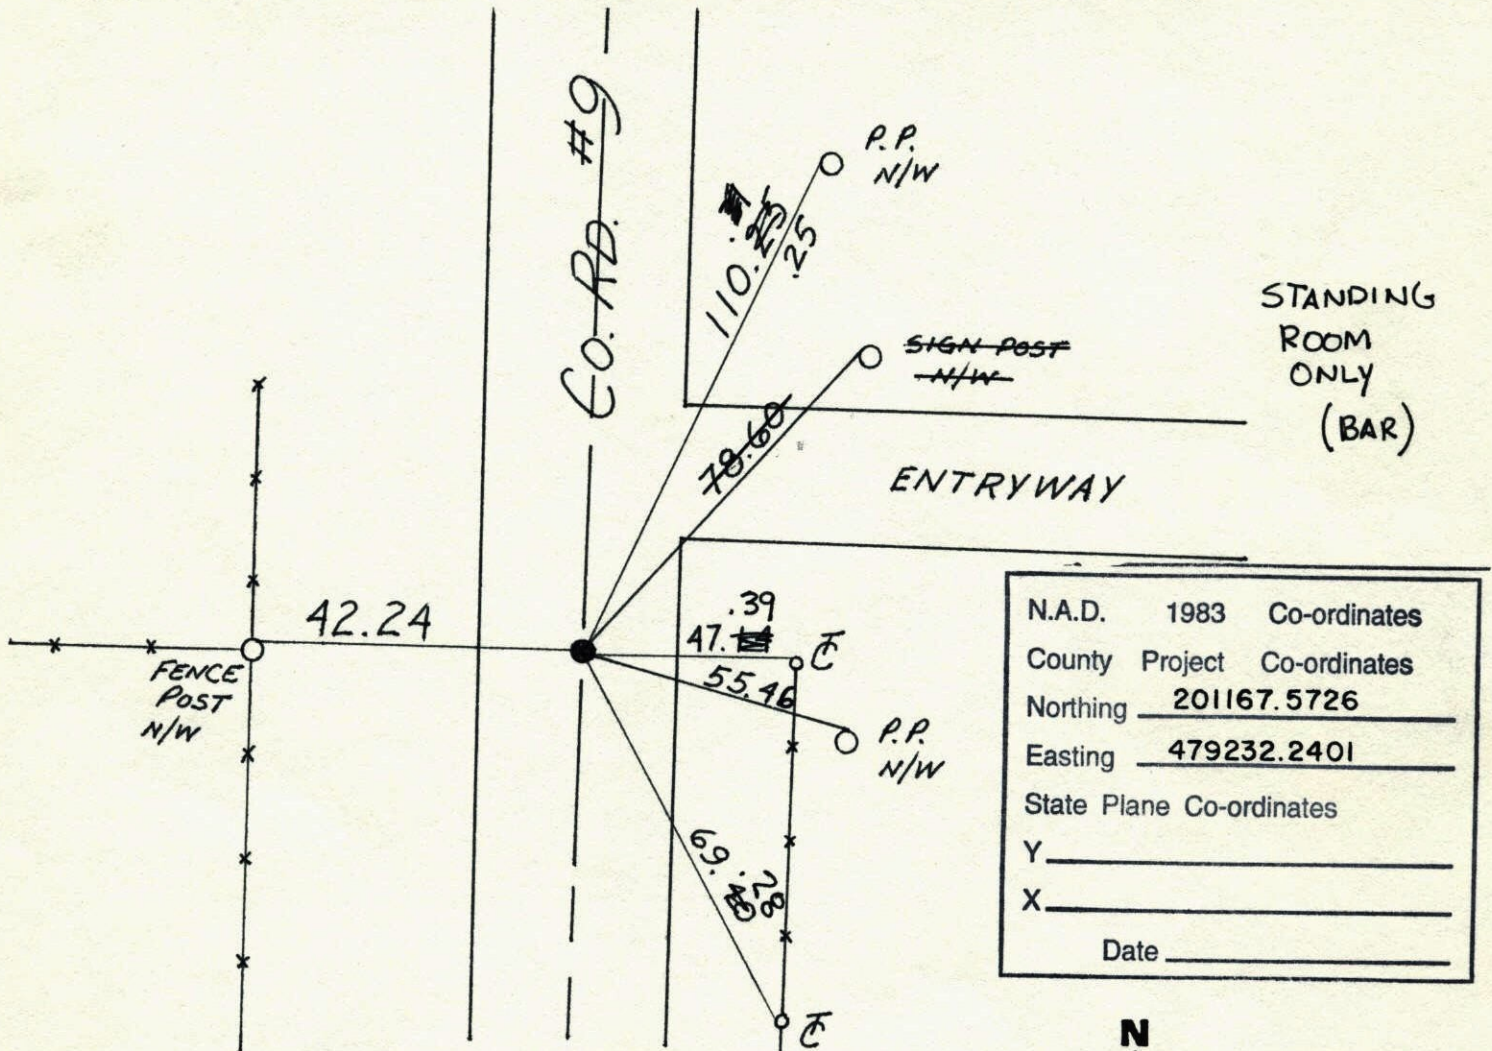 CO. RD. #9
P.P.
N/W
110.25
.25
SIGN POST
N/W
78.60
STANDING
ROOM
ONLY
(BAR)
ENTRYWAY
42.24
FENCE
POST
N/W
.39
47.
55.46
P.P.
N/W
69.28
N.A.D. 1983 Co-ordinates
County Project Co-ordinates
Northing 201167.5726
Easting 479232.2401
State Plane Co-ordinates
Y
X
Date
N